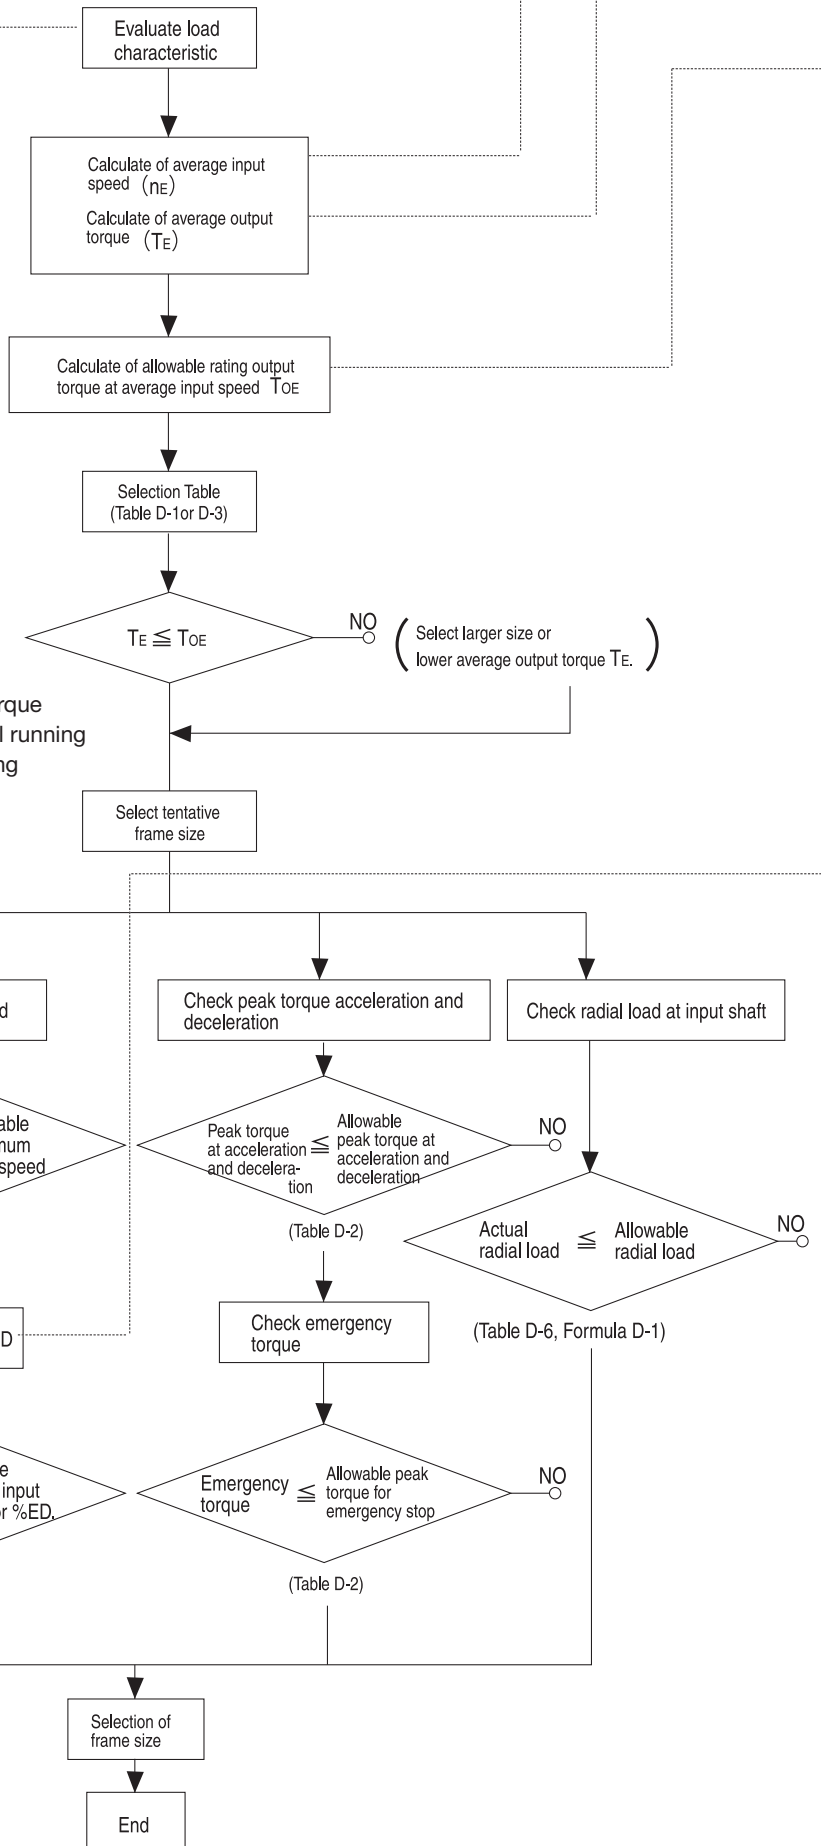 Evaluate load
characteristic
Calculate of average input
speed (nE)
Calculate of average output
torque (TE)
Calculate of allowable rating output
torque at average input speed TOE
Selection Table
(Table D-1or D-3)
TE ≦ TOE
NO
(Select larger size or
lower average output torque TE.)
rque
l running
ng
Select tentative
frame size
d
Check peak torque acceleration and
deceleration
Check radial load at input shaft
able
num
speed
Peak torque
at acceleration
and decelera-
tion
≦
Allowable
peak torque at
acceleration and
deceleration
NO
(Table D-2)
Actual
radial load
≦
Allowable
radial load
NO
(Table D-6, Formula D-1)
Check emergency
torque
D
e
input
or %ED.
Emergency
torque
≦
Allowable peak
torque for
emergency stop
NO
(Table D-2)
Selection of
frame size
End